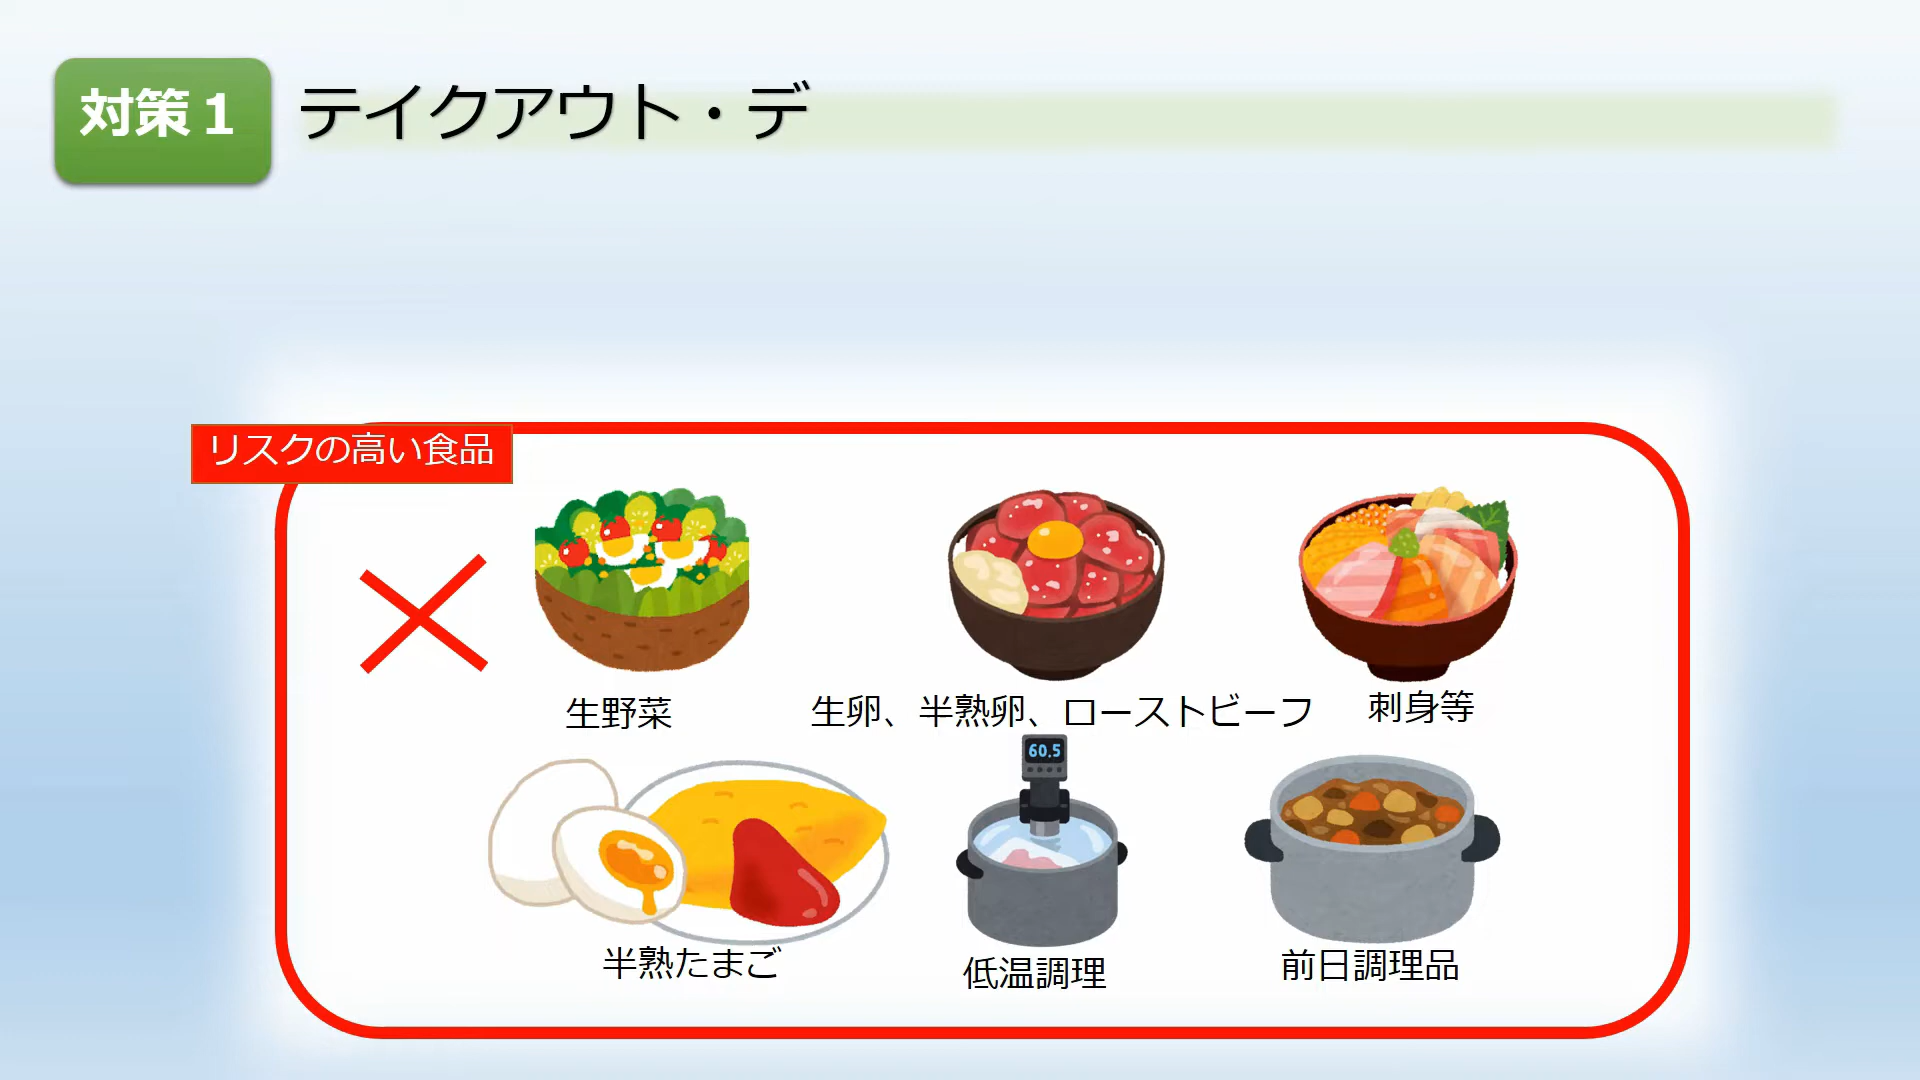 対策1
テイクアウト・デ
リスクの高い食品
生野菜
生卵、半熟卵、ローストビーフ
刺身等
60.5
半熟たまご
低温調理
前日調理品